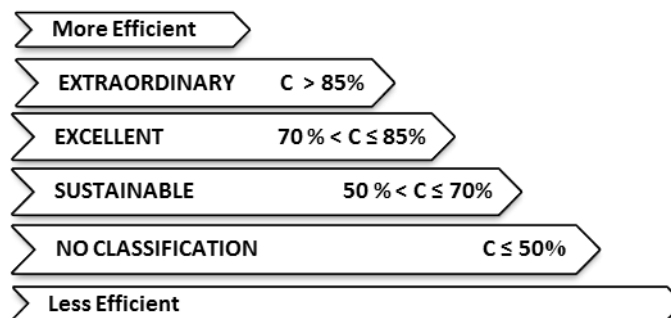 More Efficient
EXTRAORDINARY C > 85%
EXCELLENT 70 % < C ≤ 85%
SUSTAINABLE 50 % < C ≤ 70%
NO CLASSIFICATION C ≤ 50%
Less Efficient